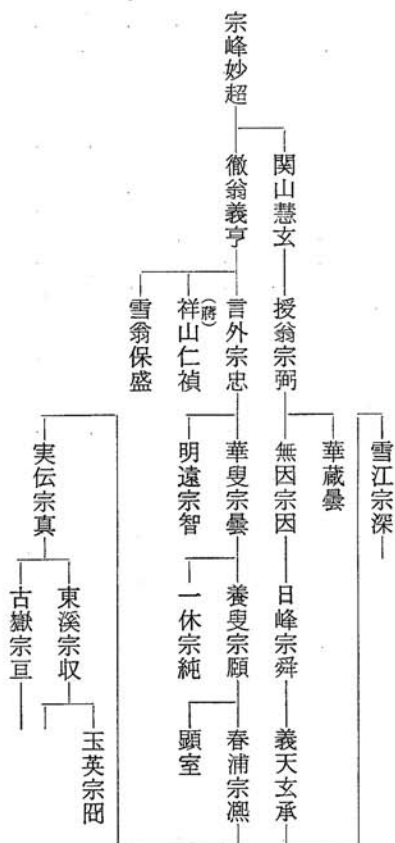 雪江宗深
華蔵曇
関山慧玄
授翁宗弼
無因宗因
日峰宗舜
義天玄承
宗峰妙超
徹翁義亨
言外宗忠
華叟宗曇
養叟宗頤
春浦宗凞
(蔣)
祥山仁禎
明遠宗智
一休宗純
顕室
雪翁保盛
実伝宗真
東溪宗収
玉英宗囧
古嶽宗亘